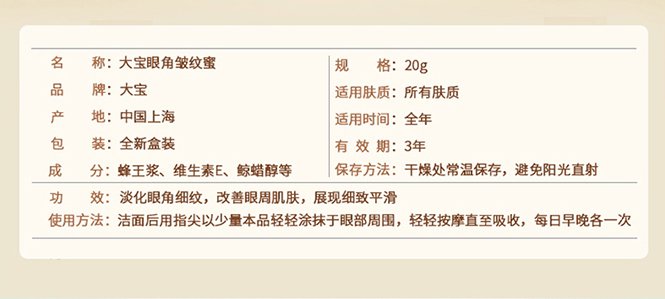 名 称：大宝眼角皱纹蜜
规 格：20g
品 牌：大宝
适用肤质：所有肤质
产 地：中国上海
适用时间：全年
包 装：全新盒装
有 效 期：3年
成 分：蜂王浆、维生素E、鲸蜡醇等
保存方法：干燥处常温保存，避免阳光直射
功 效：淡化眼角细纹，改善眼周肌肤，展现细致平滑
使用方法：洁面后用指尖以少量本品轻轻涂抹于眼部周围，轻轻按摩直至吸收，每日早晚各一次